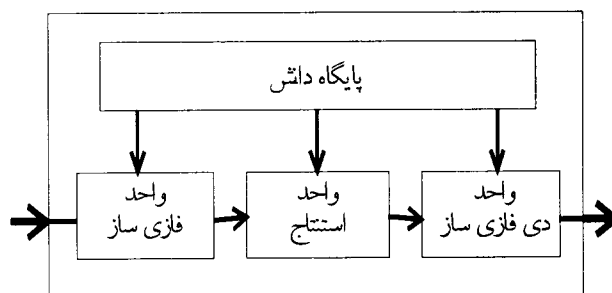 پایگاه دانش
واحد
فازی ساز
واحد
استنتاج
واحد
دی فازی ساز